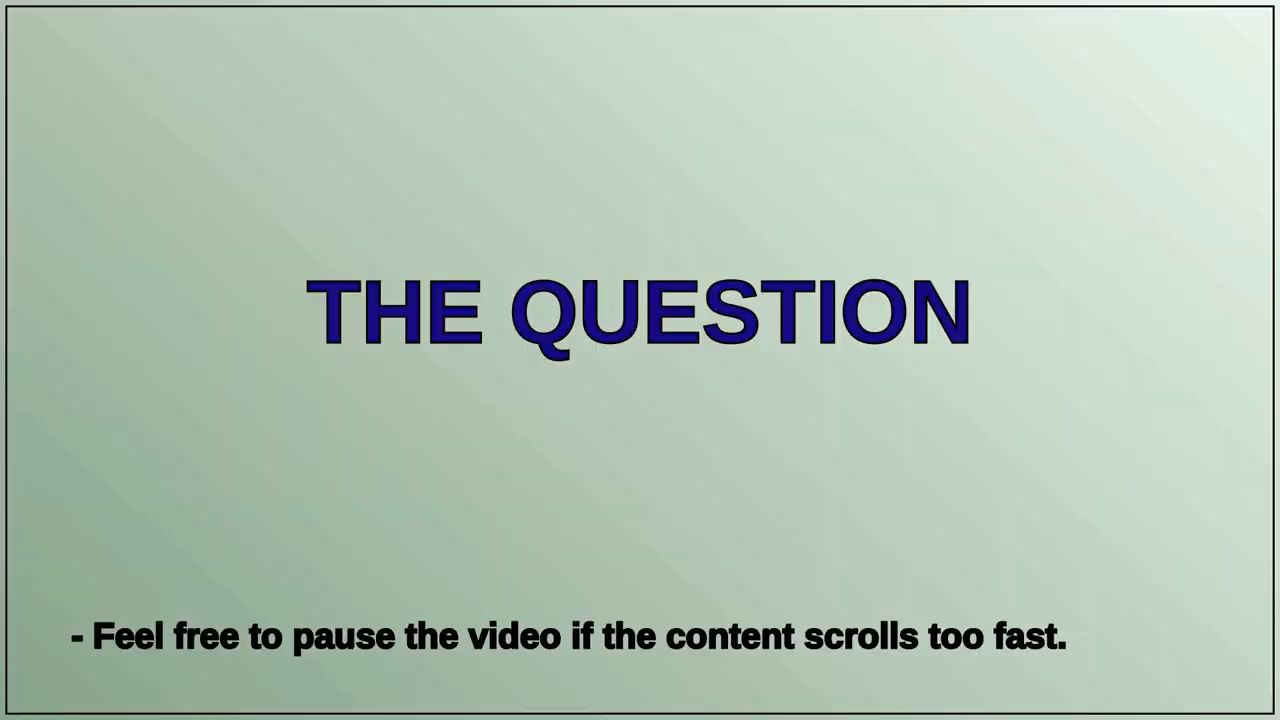 THE QUESTION
- Feel free to pause the video if the content scrolls too fast.